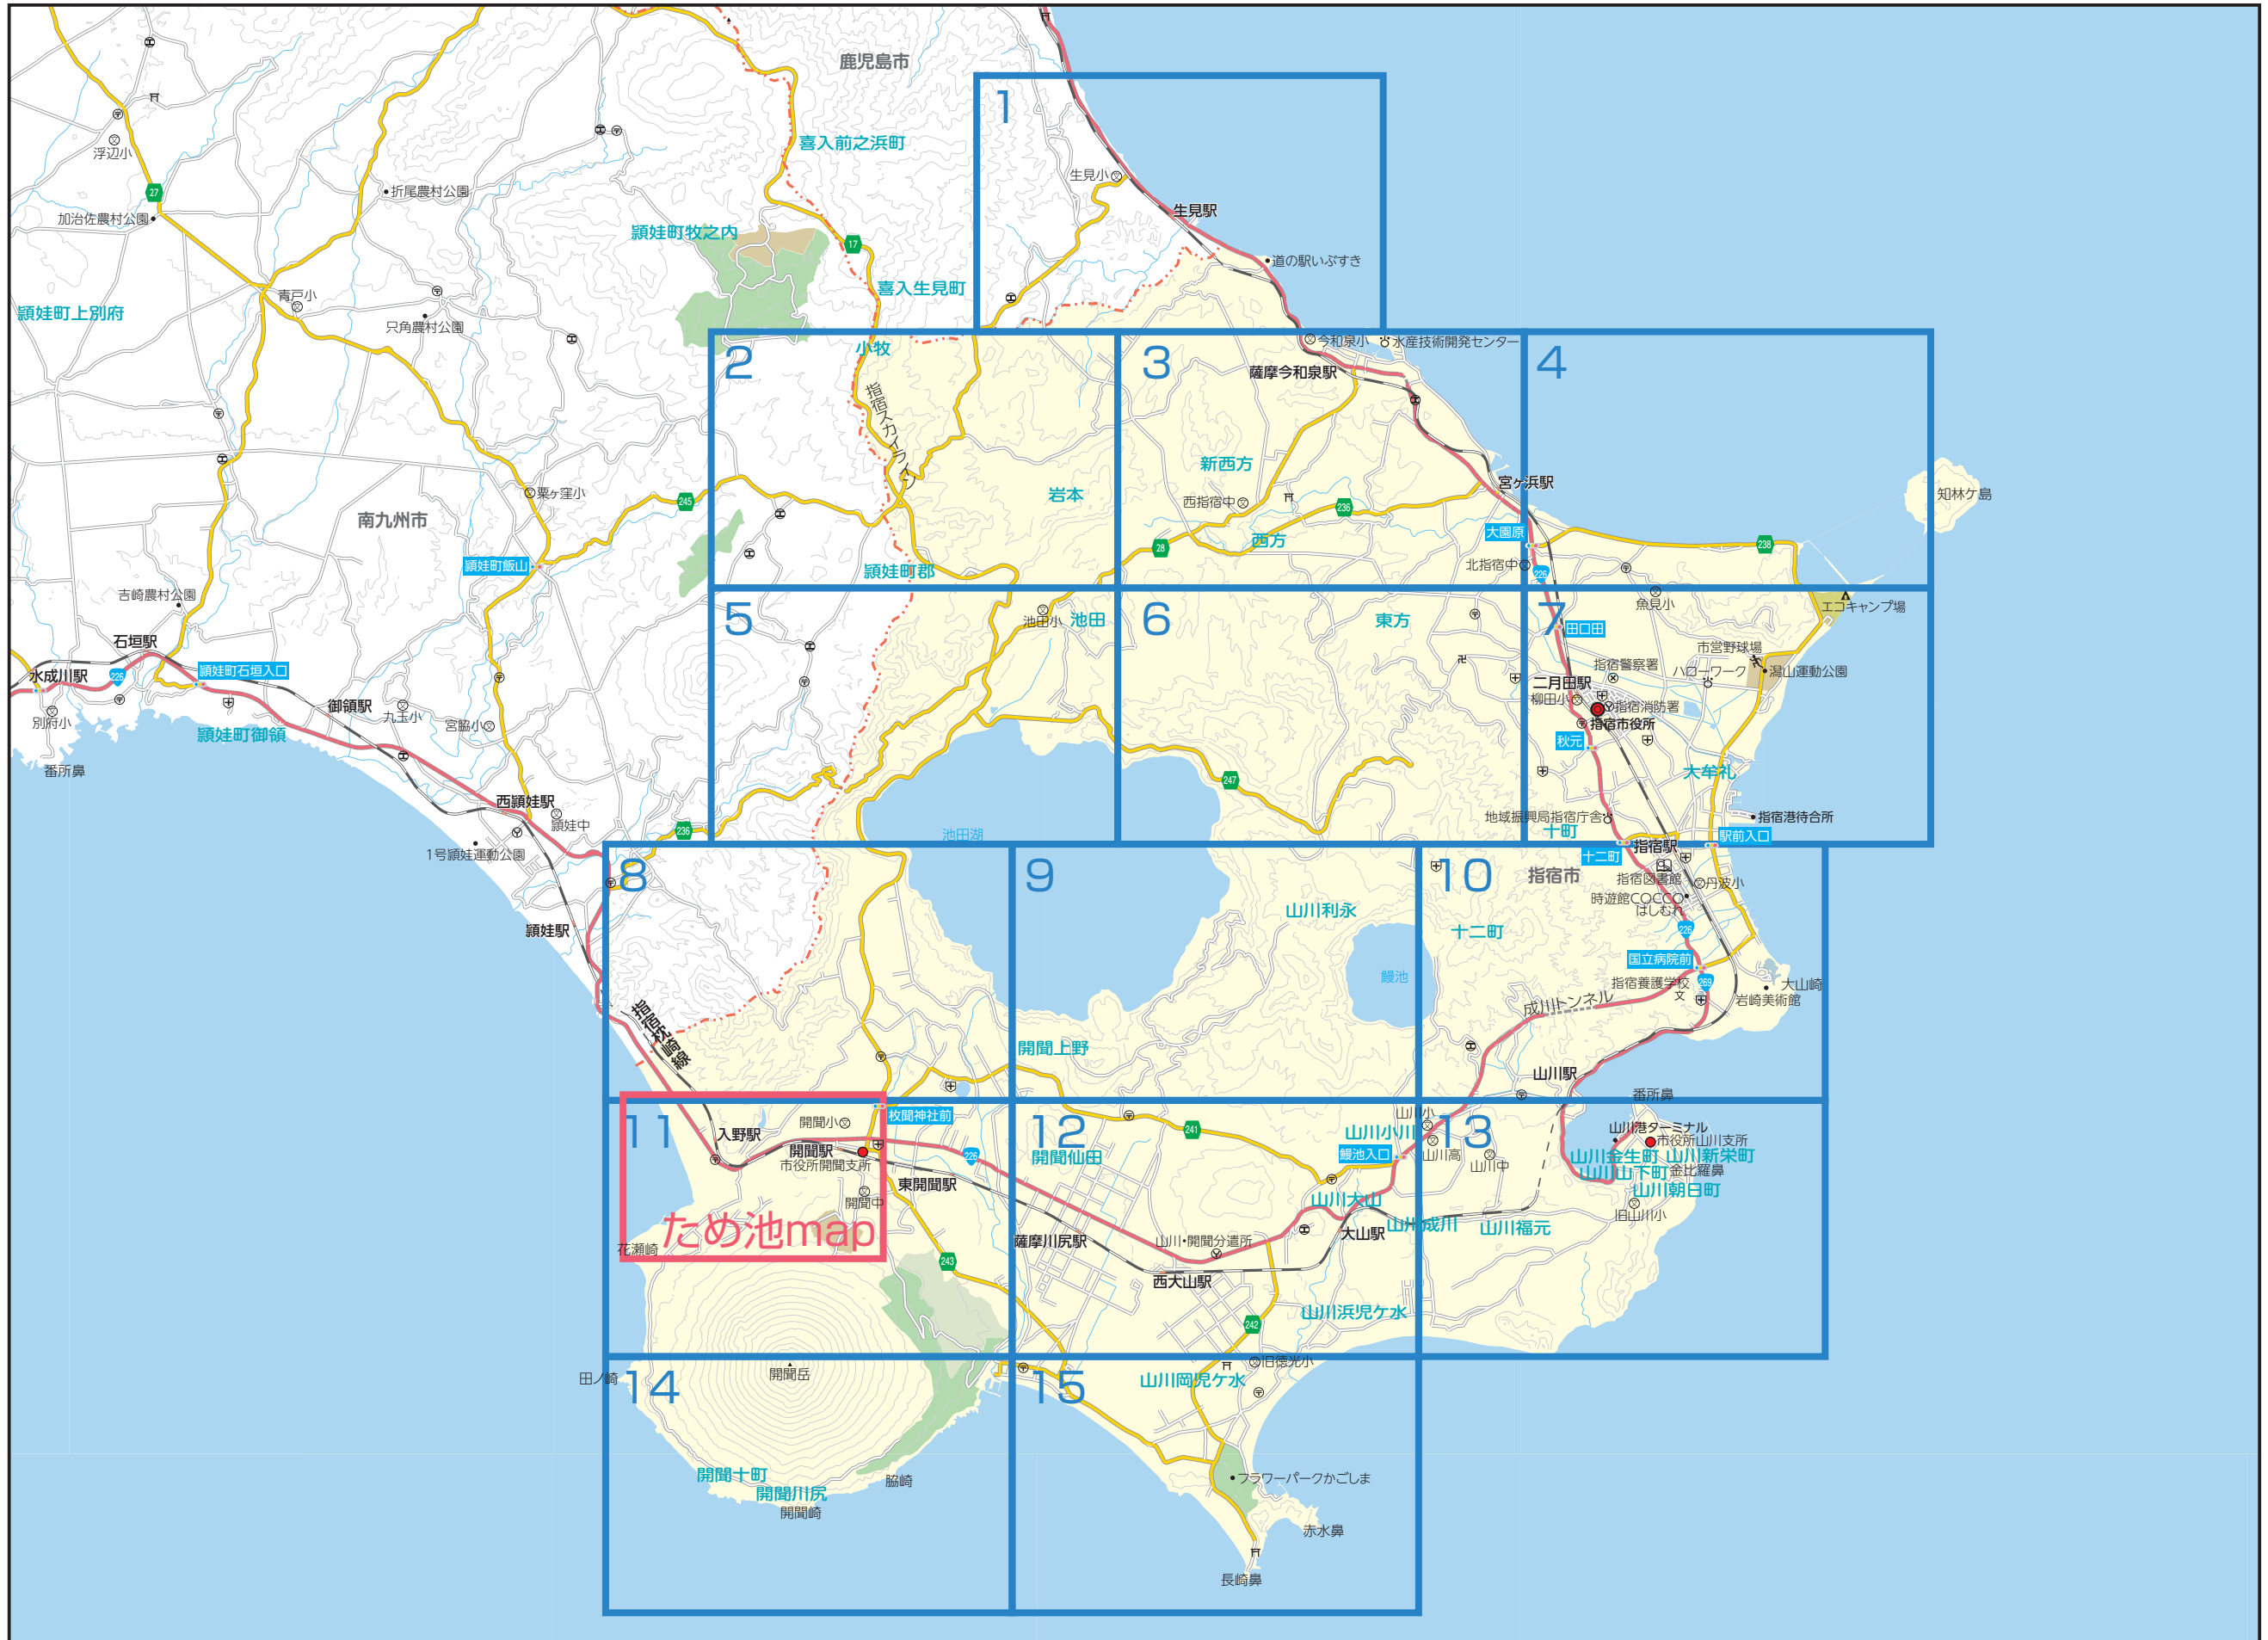 鹿児島市
1
喜入前之浜町
浮辺小
生見小
27
折尾農村公園
加治佐農村公園
生見駅
頴娃町牧之内
17
道の駅いぶすき
喜入生見町
青戸小
頴娃町上別府
只角農村公園
小牧
2
3
今和泉小
水産技術開発センター
4
薩摩今和泉駅
指宿スカイライン
新西方
宮ヶ浜駅
知林ケ島
粟ヶ窪小
岩本
245
西指宿中
236
南九州市
大園原
西方
28
238
頴娃町飯山
頴娃町郡
北指宿中
226
吉崎農村公園
魚見小
エコキャンプ場
5
池田小
池田
6
東方
7
田口田
石垣駅
市営野球場
指宿警察署
ハローワーク
潟山運動公園
頴娃町石垣入口
水成川駅
226
二月田駅
柳田小
御領駅
九玉小
指宿消防署
別府小
宮脇小
指宿市役所
頴娃町御領
秋元
番所鼻
大牟礼
247
西頴娃駅
頴娃中
地域振興局指宿庁舎
指宿港待合所
236
池田湖
十町
駅前入口
1号頴娃運動公園
指宿駅
十二町
8
9
10
指宿市
指宿図書館
丹波小
時遊館COCCO
はしむれ
山川利永
頴娃駅
十二町
226
国立病院前
鰻池
指宿養護学校
269
大山崎
文
岩崎美術館
成川トンネル
指宿枕崎線
開聞上野
山川駅
番所鼻
11
開聞小
枚聞神社前
12
山川小
13
山川港ターミナル
入野駅
241
山川小川
市役所山川支所
開聞駅
226
開聞仙田
鰻池入口
山川高
山川金生町
山川新栄町
市役所開聞支所
山川中
山川山下町
金比羅鼻
東開聞駅
山川朝日町
開聞中
山川大山
旧山川小
ため池map
山川成川
山川福元
花瀬崎
薩摩川尻駅
山川・開聞分遣所
大山駅
243
西大山駅
山川浜児ケ水
242
旧徳光小
開聞岳
田ノ崎
14
15
山川岡児ケ水
開聞十町
フラワーパークかごしま
脇崎
開聞川尻
開聞崎
赤水鼻
長崎鼻